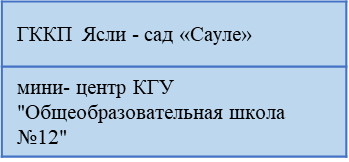 ГККП Ясли - сад «Сауле»
мини- центр КГУ
"Общеобразовательная школа
№12"